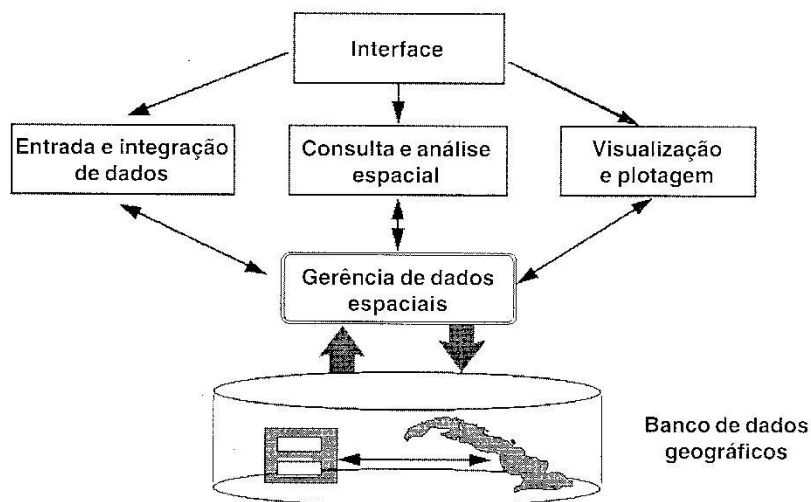 Interface
Entrada e integração
de dados
Consulta e análise
espacial
Visualização
e plotagem
Gerência de dados
espaciais
Banco de dados
geográficos